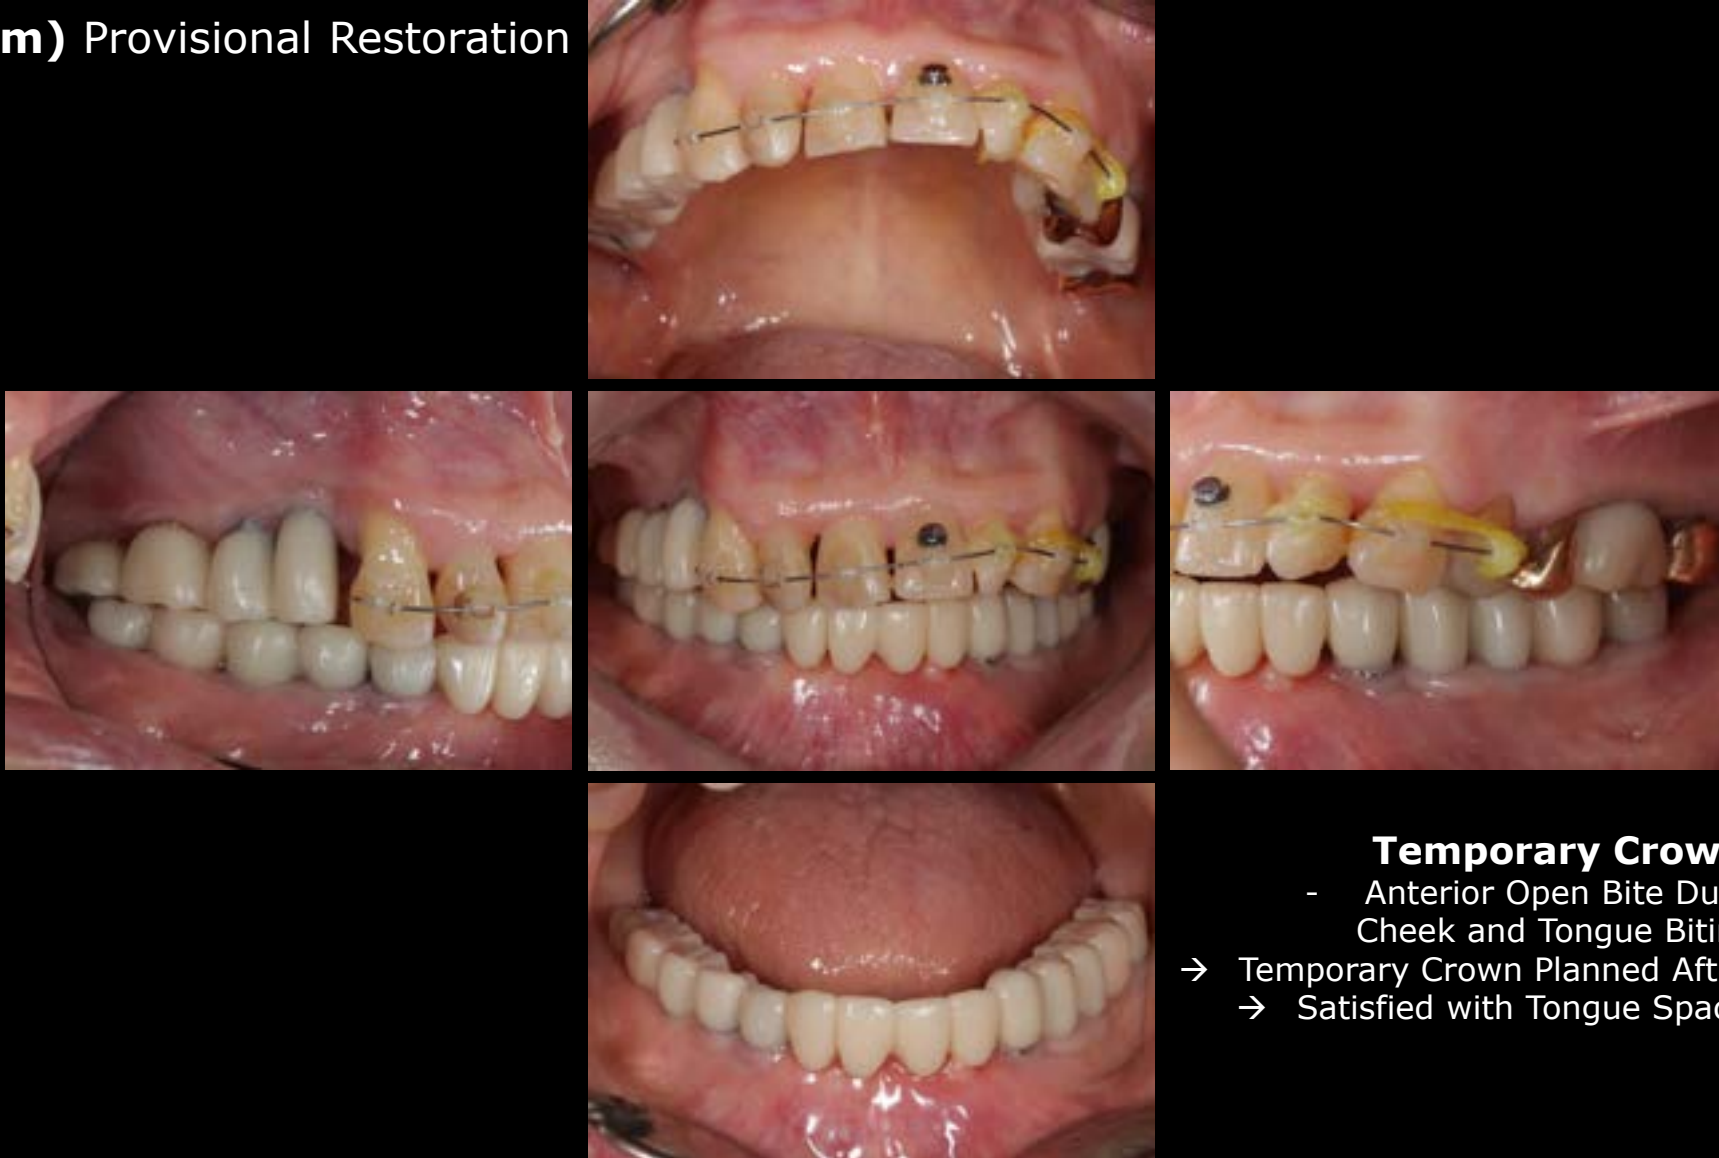 m) Provisional Restoration
Temporary Crow
- Anterior Open Bite Du
Cheek and Tongue Biti
→ Temporary Crown Planned Aft
→ Satisfied with Tongue Spac